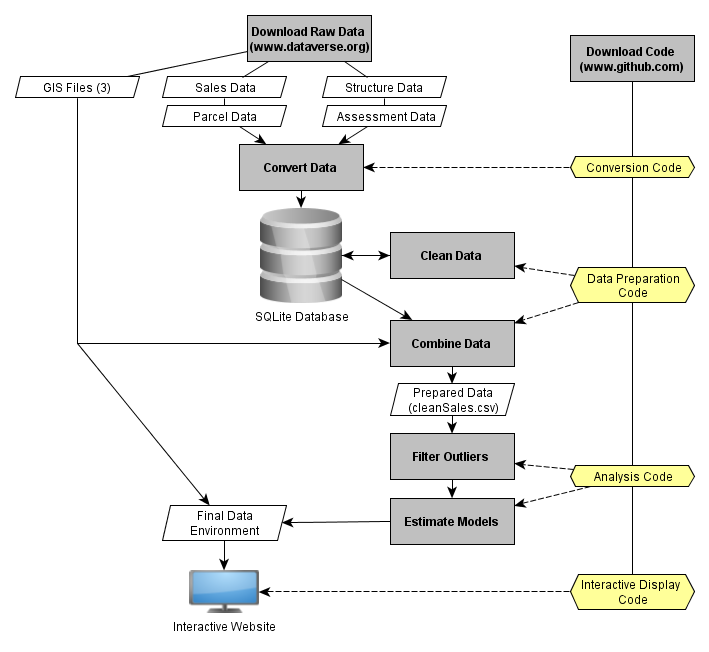 Download Raw Data
(www.dataverse.org)
Download Code
(www.github.com)
GIS Files (3)
Sales Data
Structure Data
Parcel Data
Assessment Data
Convert Data
Conversion Code
Clean Data
Data Preparation
Code
SQLite Database
Combine Data
Prepared Data
(cleanSales.csv)
Filter Outliers
Analysis Code
Final Data
Environment
Estimate Models
Interactive Display
Code
Interactive Website